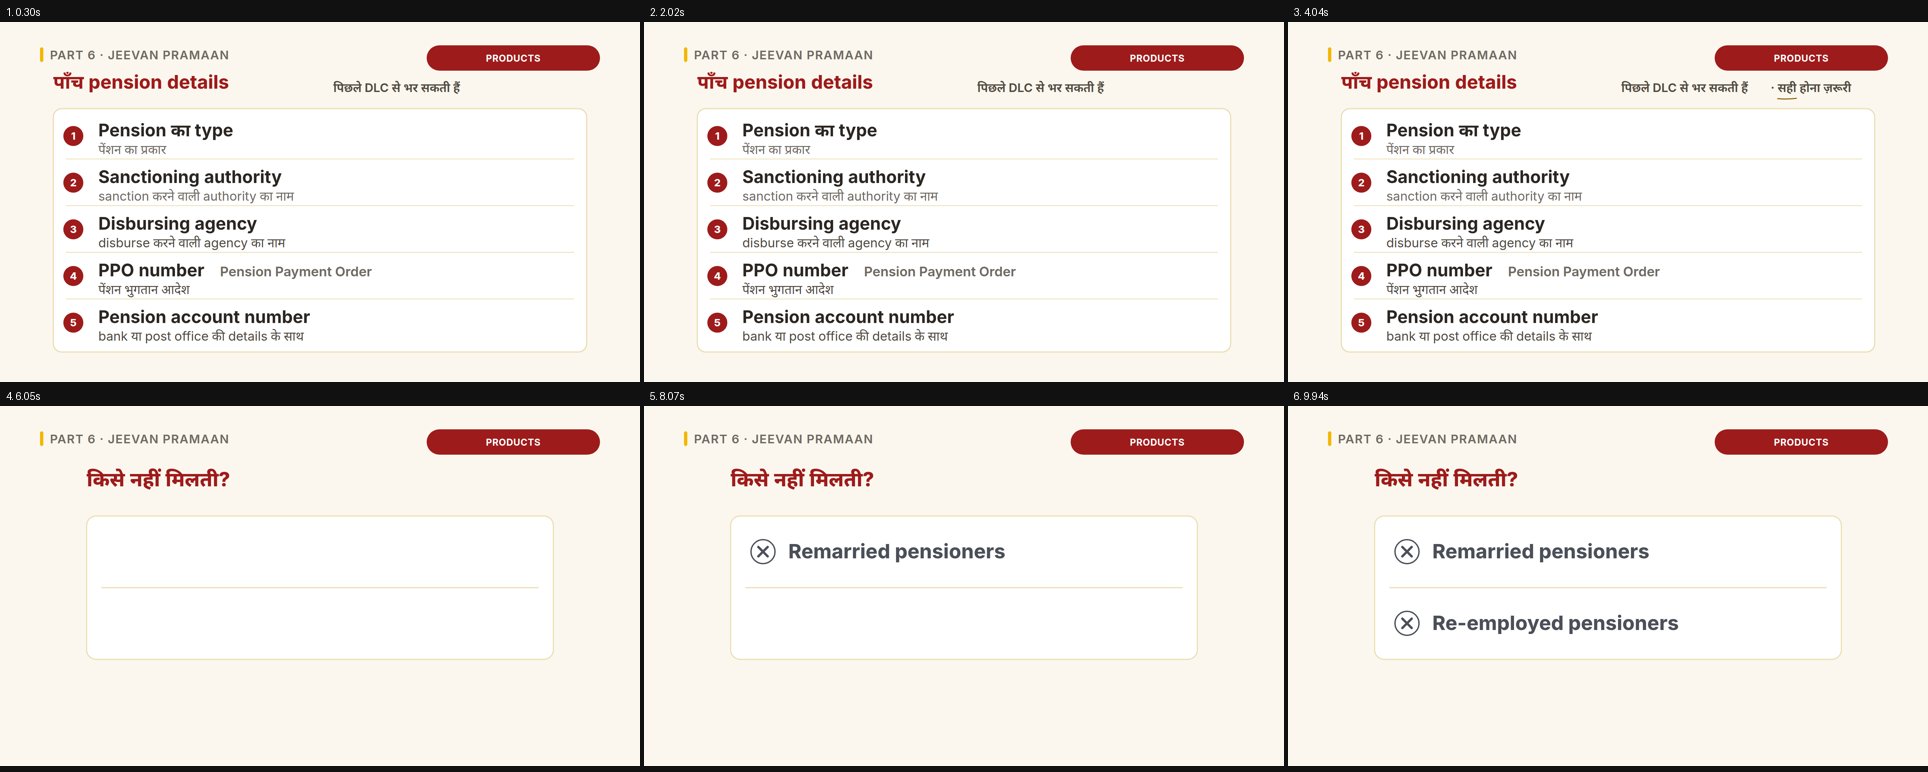 1. 0.30s
PART 6 · JEEVAN PRAMAAN
PRODUCTS
पाँच pension details
पिछले DLC से भर सकती हैं
1 Pension का type
पेंशन का प्रकार
2 Sanctioning authority
sanction करने वाली authority का नाम
3 Disbursing agency
disburse करने वाली agency का नाम
4 PPO number Pension Payment Order
पेंशन भुगतान आदेश
5 Pension account number
bank या post office की details के साथ
2. 2.02s
PART 6 · JEEVAN PRAMAAN
PRODUCTS
पाँच pension details
पिछले DLC से भर सकती हैं
1 Pension का type
पेंशन का प्रकार
2 Sanctioning authority
sanction करने वाली authority का नाम
3 Disbursing agency
disburse करने वाली agency का नाम
4 PPO number Pension Payment Order
पेंशन भुगतान आदेश
5 Pension account number
bank या post office की details के साथ
3. 4.04s
PART 6 · JEEVAN PRAMAAN
PRODUCTS
पाँच pension details
पिछले DLC से भर सकती हैं · सही होना ज़रूरी
1 Pension का type
पेंशन का प्रकार
2 Sanctioning authority
sanction करने वाली authority का नाम
3 Disbursing agency
disburse करने वाली agency का नाम
4 PPO number Pension Payment Order
पेंशन भुगतान आदेश
5 Pension account number
bank या post office की details के साथ
4. 6.05s
PART 6 · JEEVAN PRAMAAN
PRODUCTS
किसे नहीं मिलती?
5. 8.07s
PART 6 · JEEVAN PRAMAAN
PRODUCTS
किसे नहीं मिलती?
Remarried pensioners
6. 9.94s
PART 6 · JEEVAN PRAMAAN
PRODUCTS
किसे नहीं मिलती?
Remarried pensioners
Re-employed pensioners